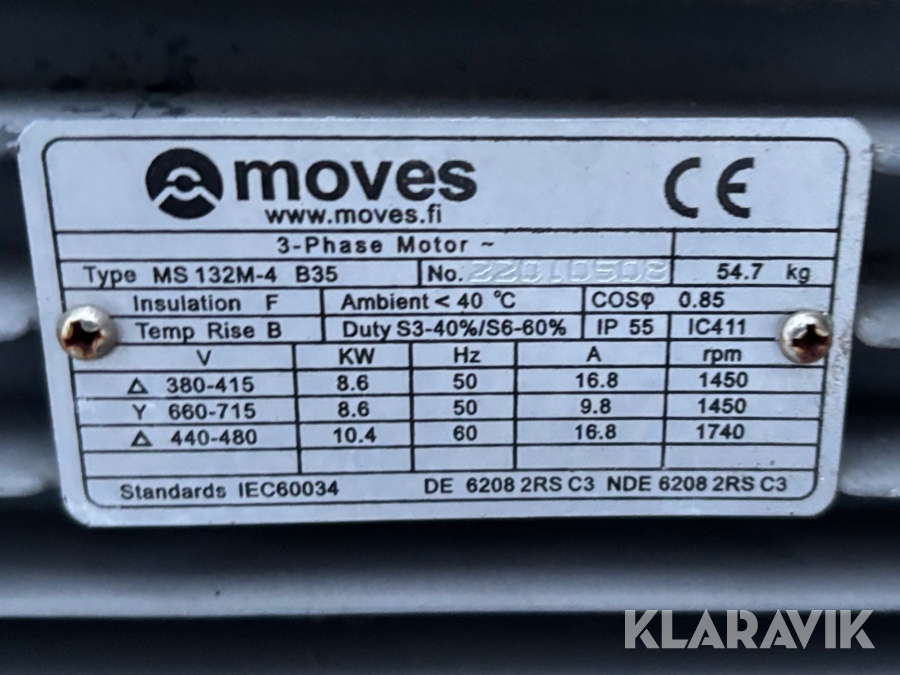 moves
www.moves.fi
CE
3-Phase Motor ~
Type MS 132M-4 B35 No. 54.7 kg
Insulation F Ambient < 40 °C COSφ 0.85
Temp Rise B Duty S3-40%/S6-60% IP 55 IC411
V KW Hz A rpm
Δ 380-415 8.6 50 16.8 1450
Y 660-715 8.6 50 9.8 1450
Δ 440-480 10.4 60 16.8 1740
Standards IEC60034 DE 6208 2RS C3 NDE 6208 2RS C3
KLARAVIK